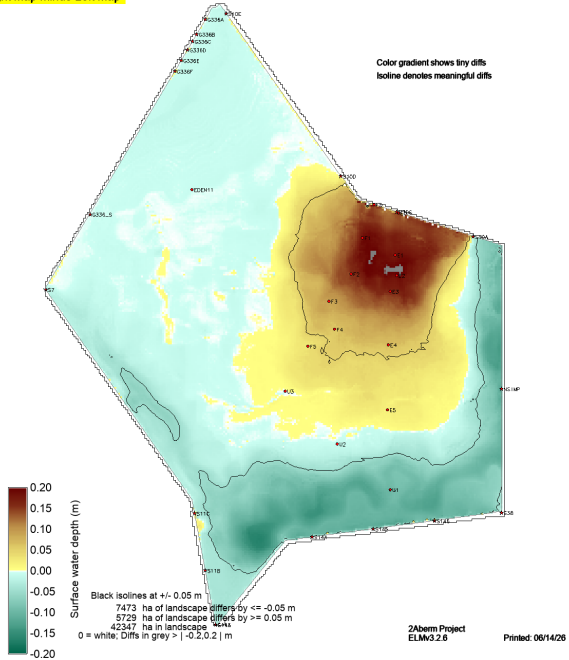 Color gradient shows tiny diffs
Isoline denotes meaningful diffs
G336A
G336B
G336C
G336D
G336E
G336F
EDEN11
G336_S
S7
F3
F4
F5
E4
U3
E5
U2
NSIMP
U1
S38
S11C
S11B
0.20
0.15
0.10
0.05
0.00
-0.05
-0.10
-0.15
-0.20
Surface water depth (m)
Black isolines at +/- 0.05 m
7473 ha of landscape differs by <= -0.05 m
5729 ha of landscape differs by >= 0.05 m
42347 ha in landscape
0 = white; Diffs in grey > | -0.2,0.2 | m
2Aberm Project
ELMv3.2.6
Printed: 06/14/26